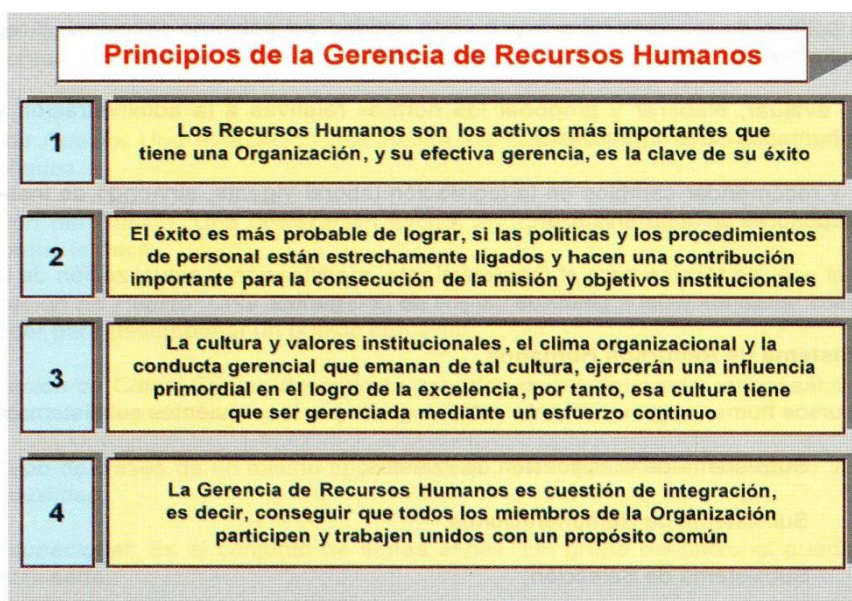 Principios de la Gerencia de Recursos Humanos
1
Los Recursos Humanos son los activos más importantes que
tiene una Organización, y su efectiva gerencia, es la clave de su éxito
2
El éxito es más probable de lograr, si las políticas y los procedimientos
de personal están estrechamente ligados y hacen una contribución
importante para la consecución de la misión y objetivos institucionales
3
La cultura y valores institucionales, el clima organizacional y la
conducta gerencial que emanan de tal cultura, ejercerán una influencia
primordial en el logro de la excelencia, por tanto, esa cultura tiene
que ser gerenciada mediante un esfuerzo continuo
4
La Gerencia de Recursos Humanos es cuestión de integración,
es decir, conseguir que todos los miembros de la Organización
participen y trabajen unidos con un propósito común